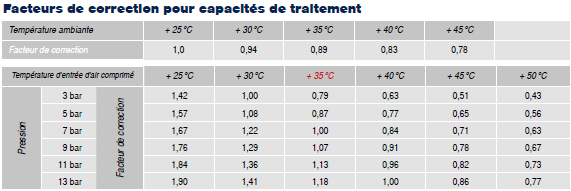 Facteurs de correction pour capacités de traitement
Température ambiante + 25 °C + 30 °C + 35 °C + 40 °C + 45 °C
Facteur de correction 1,0 0,94 0,89 0,83 0,78
Température d'entrée d'air comprimé + 25 °C + 30 °C + 35 °C + 40 °C + 45 °C + 50 °C
Pression
Facteur de correction
3 bar 1,42 1,00 0,79 0,63 0,51 0,43
5 bar 1,57 1,08 0,87 0,77 0,65 0,56
7 bar 1,67 1,22 1,00 0,84 0,71 0,63
9 bar 1,76 1,29 1,07 0,91 0,78 0,67
11 bar 1,84 1,36 1,13 0,96 0,82 0,73
13 bar 1,90 1,41 1,18 1,00 0,86 0,77